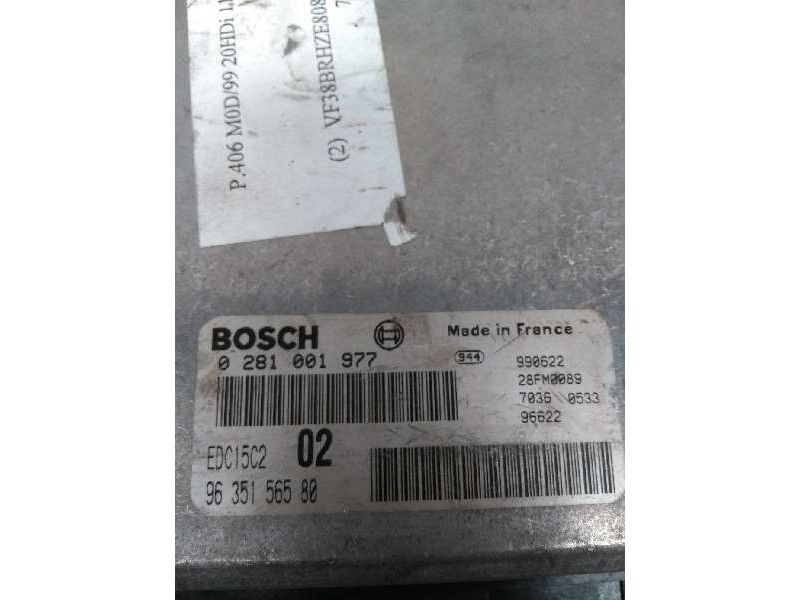 P.406 M0D/99 20HDi
(2) VF38BRHZE808
BOSCH
Made in France
0 281 001 977
944
990622
28FM0089
7036 0533
96622
EDC15C2 02
96 351 565 80